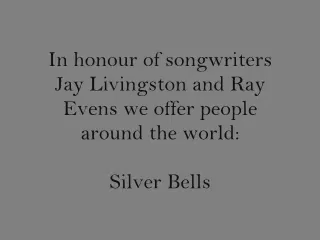 In honour of songwriters
Jay Livingston and Ray
Evens we offer people
around the world:
Silver Bells